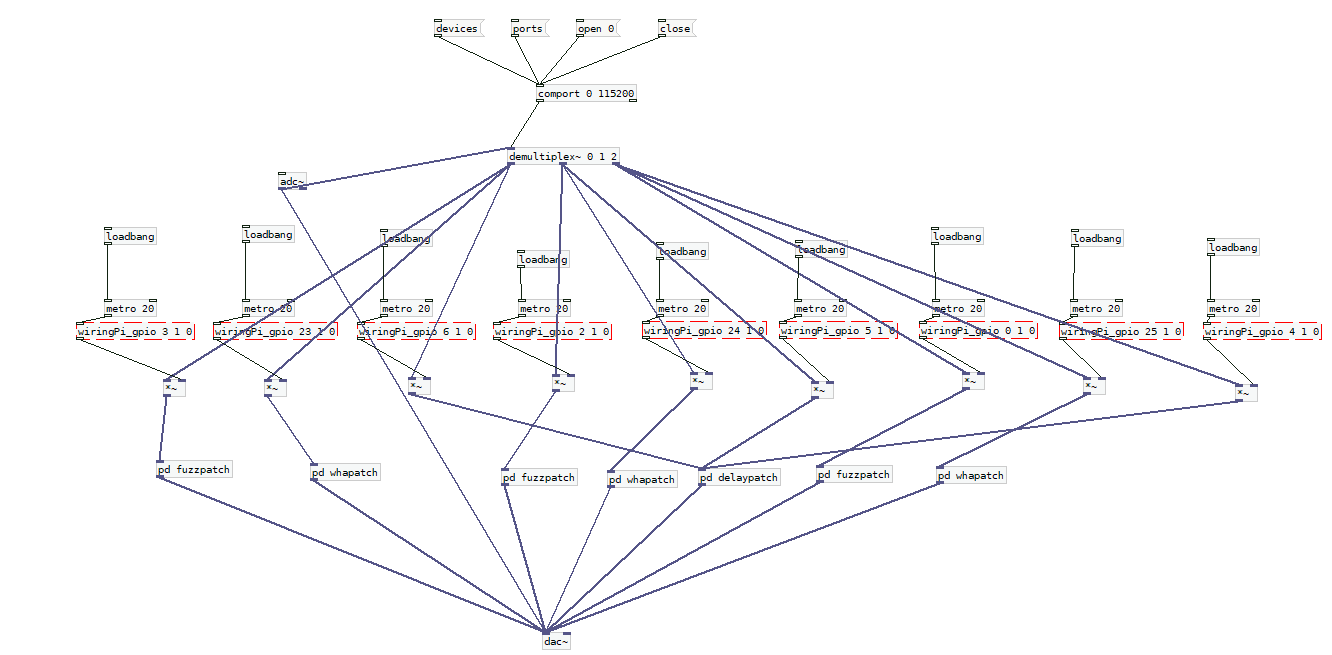 devices ports open 0 close
comport 0 115200
demultiplex~ 0 1 2
adc~
loadbang loadbang loadbang loadbang loadbang loadbang loadbang loadbang loadbang
metro 20 metro 20 metro 20 metro 20 metro 20 metro 20 metro 20 metro 20 metro 20
wiringPi_gpio 3 1 0 wiringPi_gpio 23 1 0 wiringPi_gpio 6 1 0 wiringPi_gpio 2 1 0 wiringPi_gpio 24 1 0 wiringPi_gpio 5 1 0 wiringPi_gpio 0 1 0 wiringPi_gpio 25 1 0 wiringPi_gpio 4 1 0
*~ *~ *~ *~ *~ *~ *~ *~ *~
pd fuzzpatch pd whapatch pd fuzzpatch pd whapatch pd delaypatch pd fuzzpatch pd whapatch
dac~